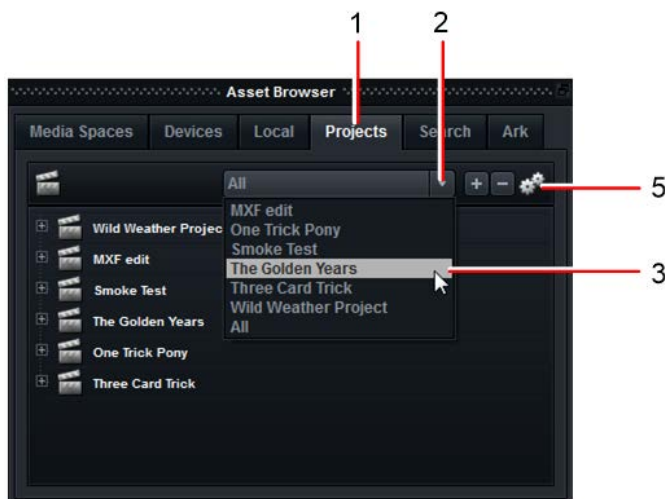 1 2
Asset Browser
Media Spaces Devices Local Projects Search Ark
All
5
MXF edit
One Trick Pony
Smoke Test
The Golden Years
3
Three Card Trick
Wild Weather Project
All
Wild Weather Projec
MXF edit
Smoke Test
The Golden Years
One Trick Pony
Three Card Trick